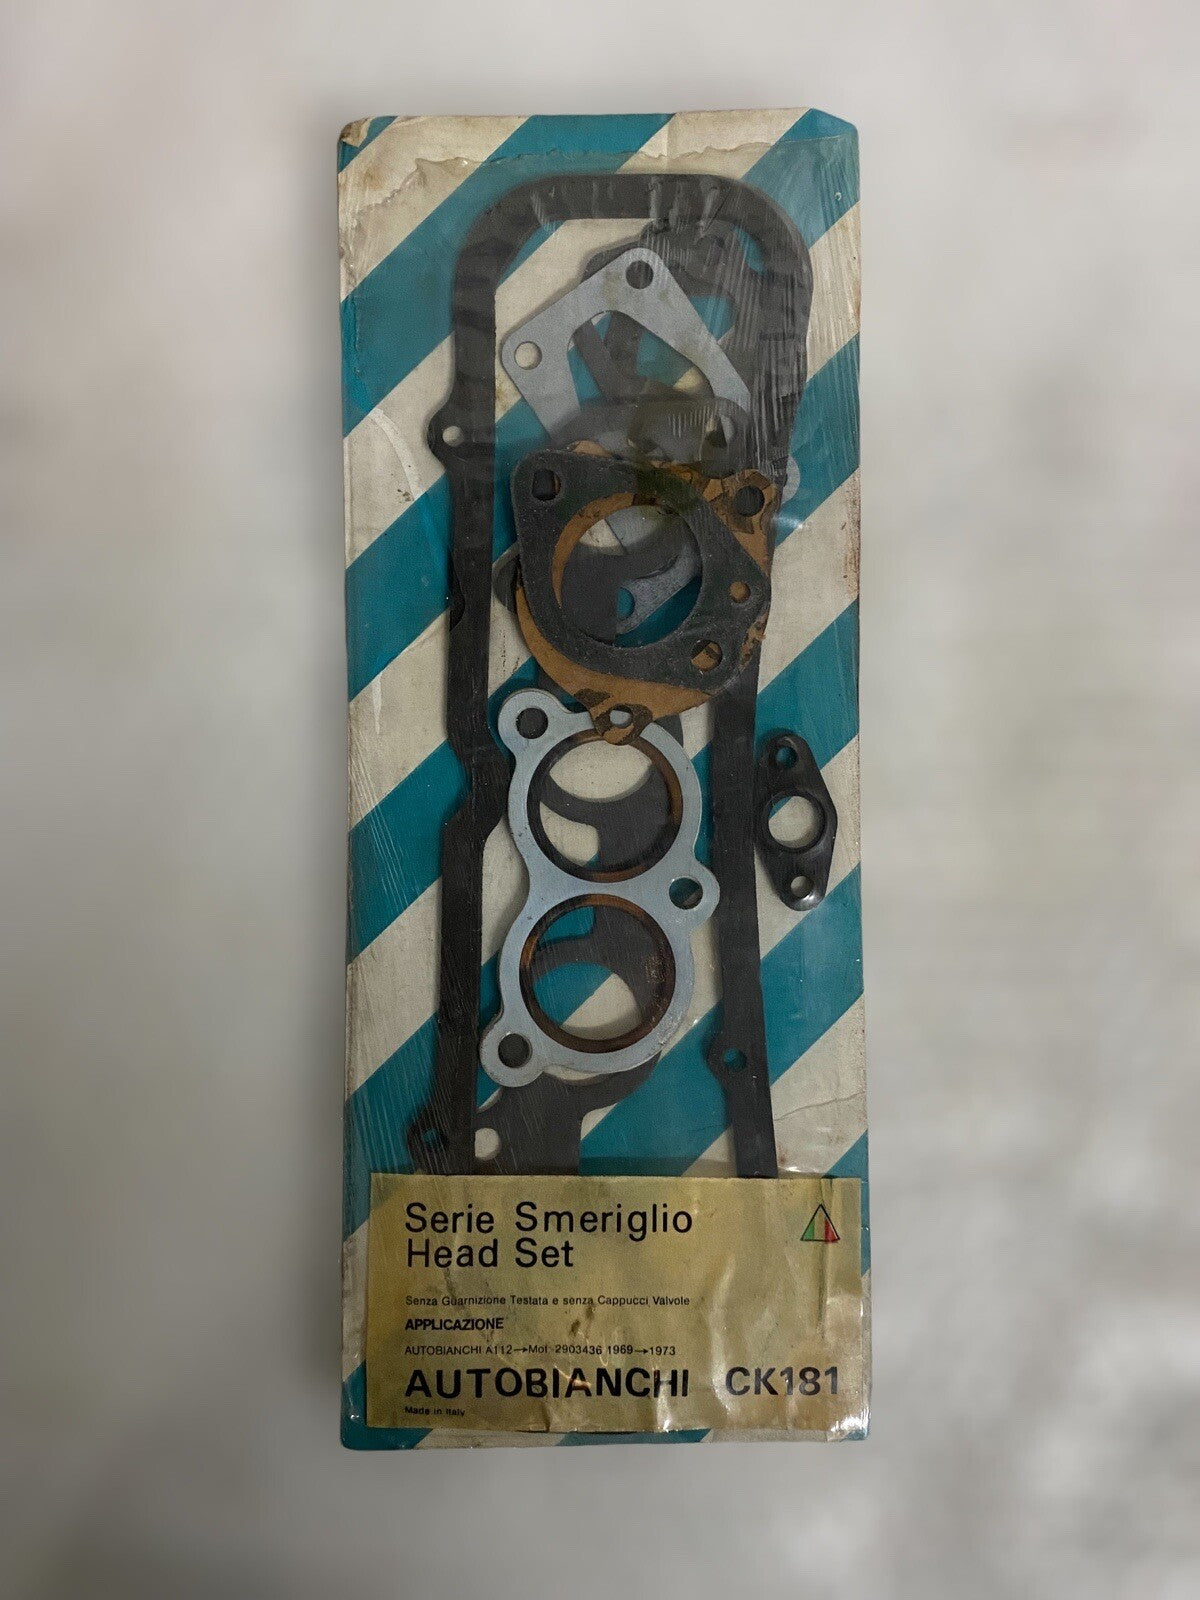 Serie Smeriglio
Head Set
Senza Guarnizione Testata e senza Cappucci Valvole
APPLICAZIONE
AUTOBIANCHI A112→Mot. 2903436 1969→1973
AUTOBIANCHI CK181
Made in Italy